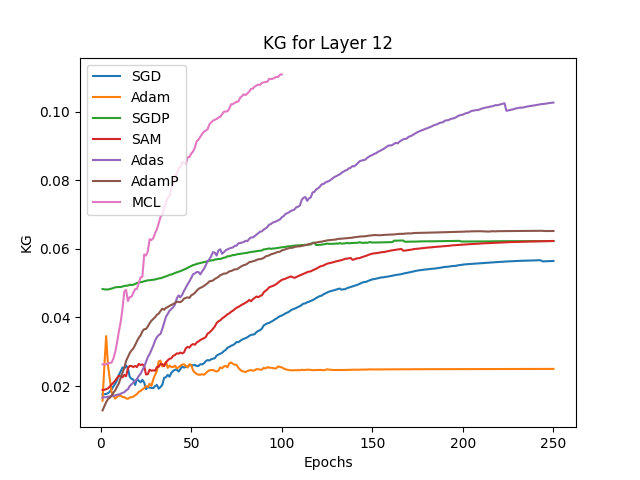 KG for Layer 12
SGD
Adam
SGDP
SAM
Adas
AdamP
MCL
KG
0.10
0.08
0.06
0.04
0.02
0
50
100
150
200
250
Epochs